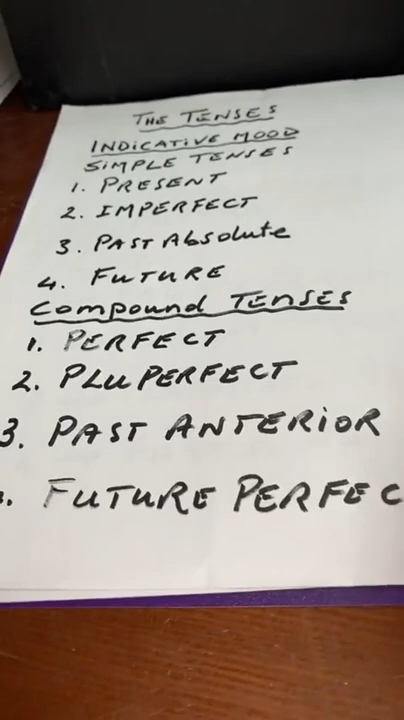 THE TENSES
INDICATIVE MOOD
SIMPLE TENSES
1. PRESENT
2. IMPERFECT
3. PAST Absolute
4. FUTURE
Compound TENSES
1. PERFECT
2. PLUPERFECT
3. PAST ANTERIOR
. FUTURE PERFEC